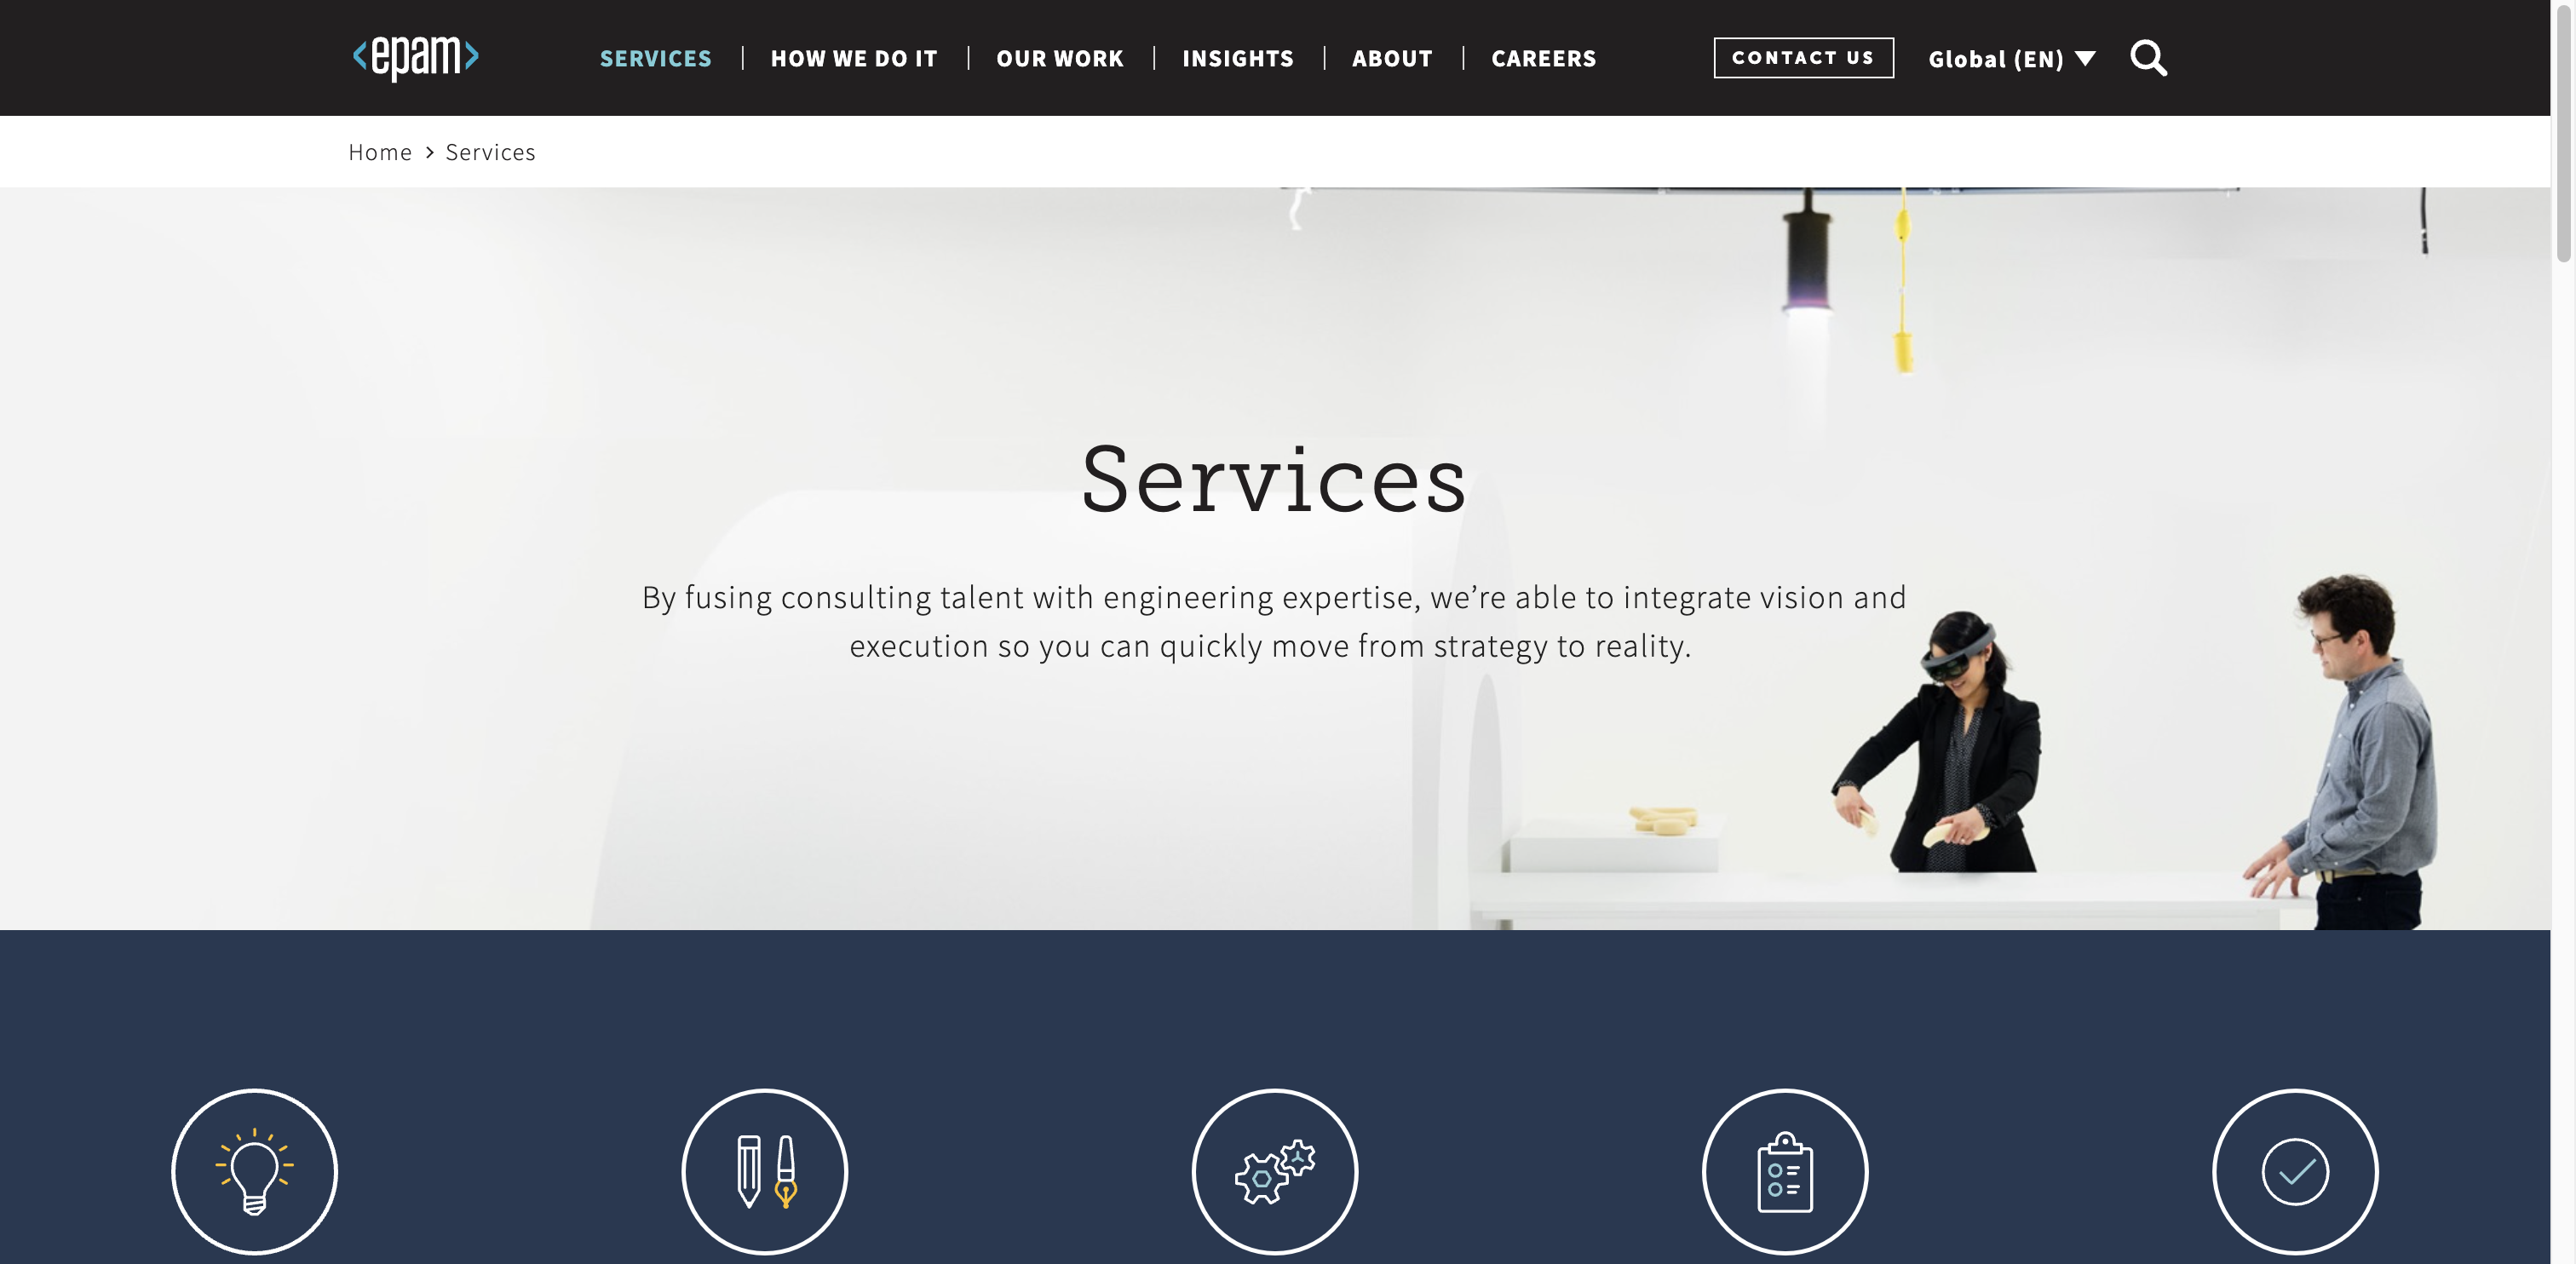 <epam>
SERVICES | HOW WE DO IT | OUR WORK | INSIGHTS | ABOUT | CAREERS
CONTACT US
Global (EN)
Home > Services
Services
By fusing consulting talent with engineering expertise, we’re able to integrate vision and
execution so you can quickly move from strategy to reality.